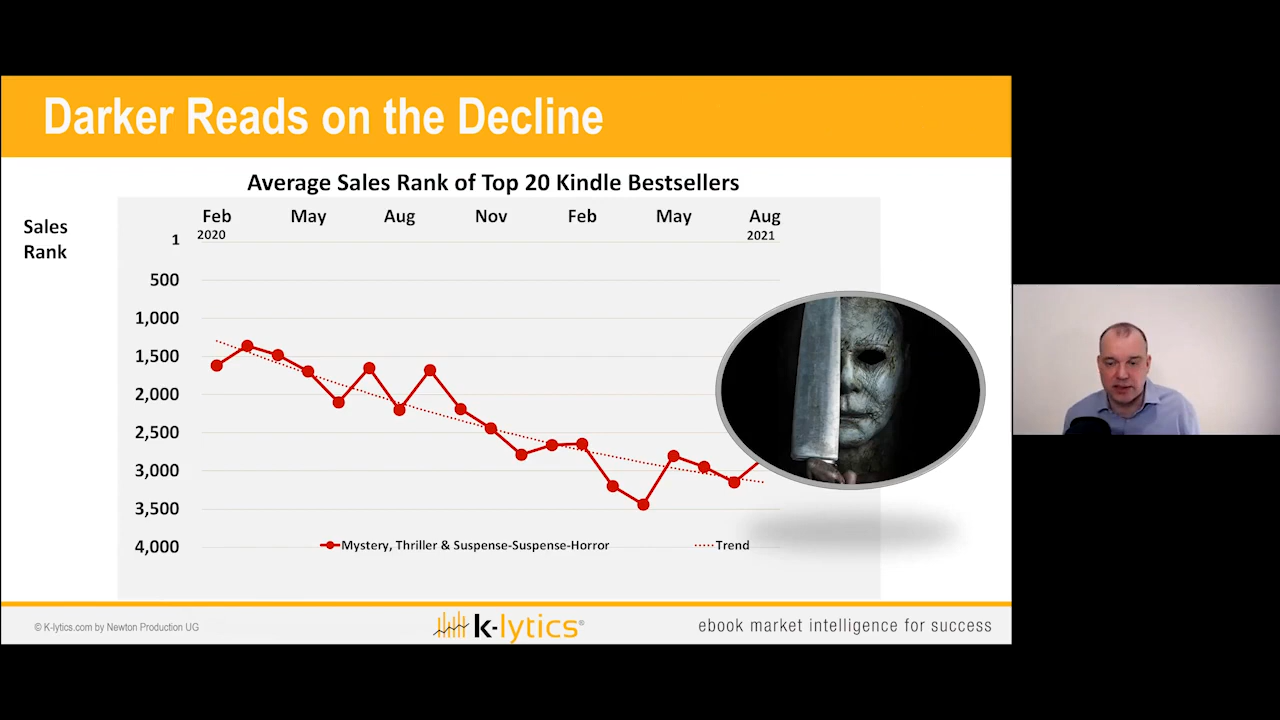 Darker Reads on the Decline
Average Sales Rank of Top 20 Kindle Bestsellers
Sales
Rank
Feb May Aug Nov Feb May Aug
2020 2021
1
500
1,000
1,500
2,000
2,500
3,000
3,500
4,000
Mystery, Thriller & Suspense-Suspense-Horror Trend
© K-lytics.com by Newton Production UG
k-lytics®
ebook market intelligence for success